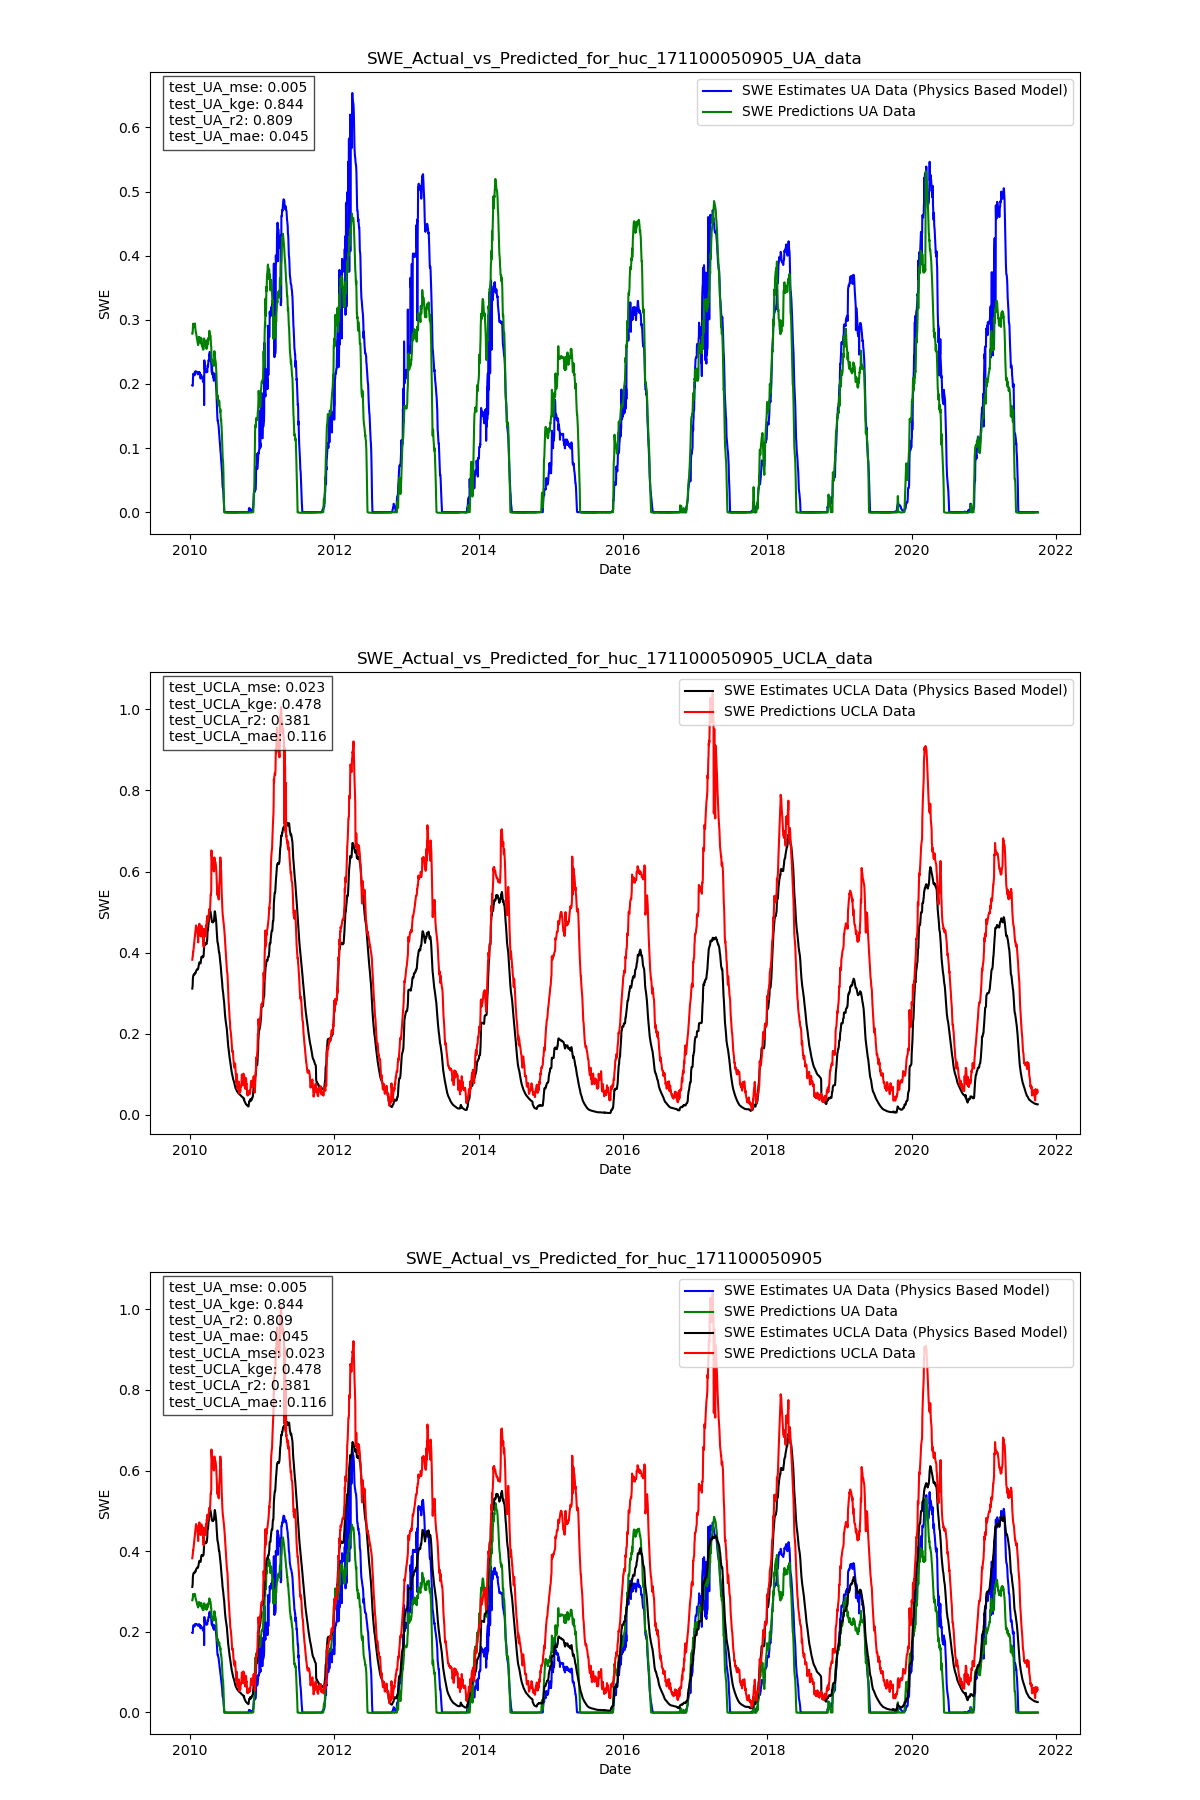 SWE_Actual_vs_Predicted_for_huc_171100050905_UA_data
test_UA_mse: 0.005
test_UA_kge: 0.844
test_UA_r2: 0.809
test_UA_mae: 0.045
SWE Estimates UA Data (Physics Based Model)
SWE Predictions UA Data
0.6
0.5
0.4
0.3
0.2
0.1
0.0
SWE
2010 2012 2014 2016 2018 2020 2022
Date
SWE_Actual_vs_Predicted_for_huc_171100050905_UCLA_data
test_UCLA_mse: 0.023
test_UCLA_kge: 0.478
test_UCLA_r2: 0.381
test_UCLA_mae: 0.116
SWE Estimates UCLA Data (Physics Based Model)
SWE Predictions UCLA Data
1.0
0.8
0.6
0.4
0.2
0.0
SWE
2010 2012 2014 2016 2018 2020 2022
Date
SWE_Actual_vs_Predicted_for_huc_171100050905
test_UA_mse: 0.005
test_UA_kge: 0.844
test_UA_r2: 0.809
test_UA_mae: 0.045
test_UCLA_mse: 0.023
test_UCLA_kge: 0.478
test_UCLA_r2: 0.381
test_UCLA_mae: 0.116
SWE Estimates UA Data (Physics Based Model)
SWE Predictions UA Data
SWE Estimates UCLA Data (Physics Based Model)
SWE Predictions UCLA Data
1.0
0.8
0.6
0.4
0.2
0.0
SWE
2010 2012 2014 2016 2018 2020 2022
Date